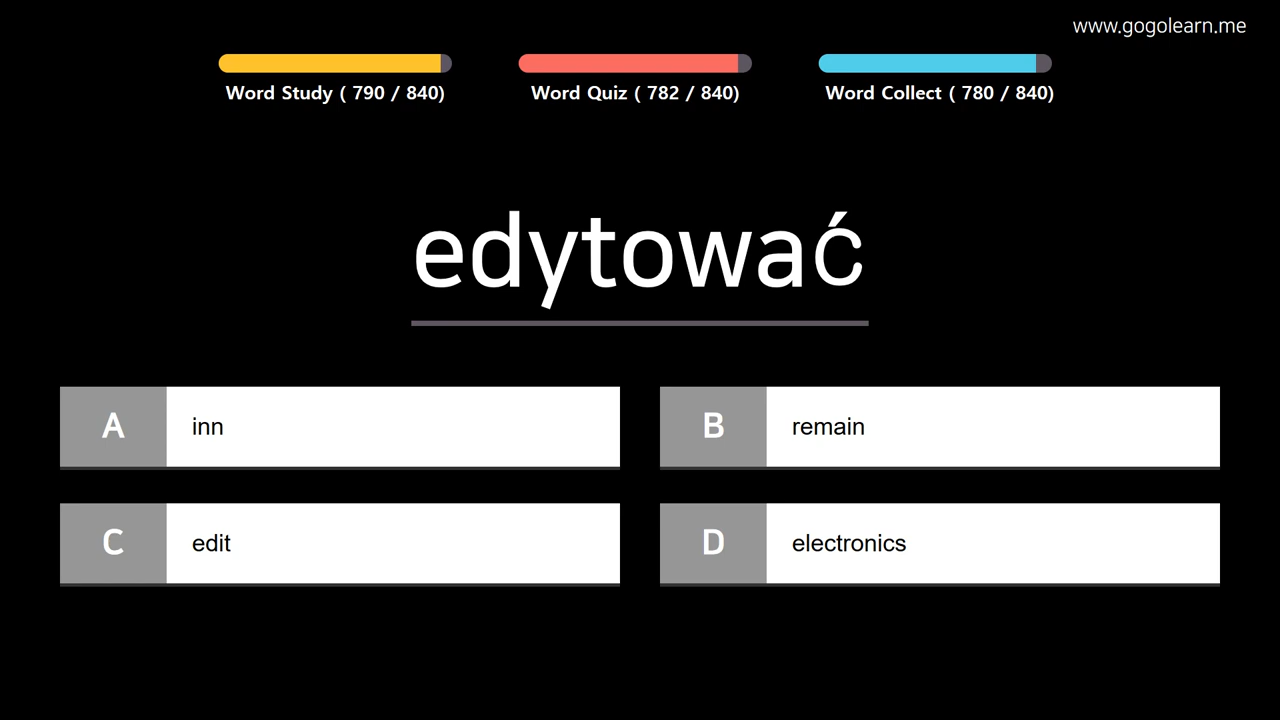 www.gogolearn.me
Word Study ( 790 / 840)
Word Quiz ( 782 / 840)
Word Collect ( 780 / 840)
edytować
A inn
B remain
C edit
D electronics